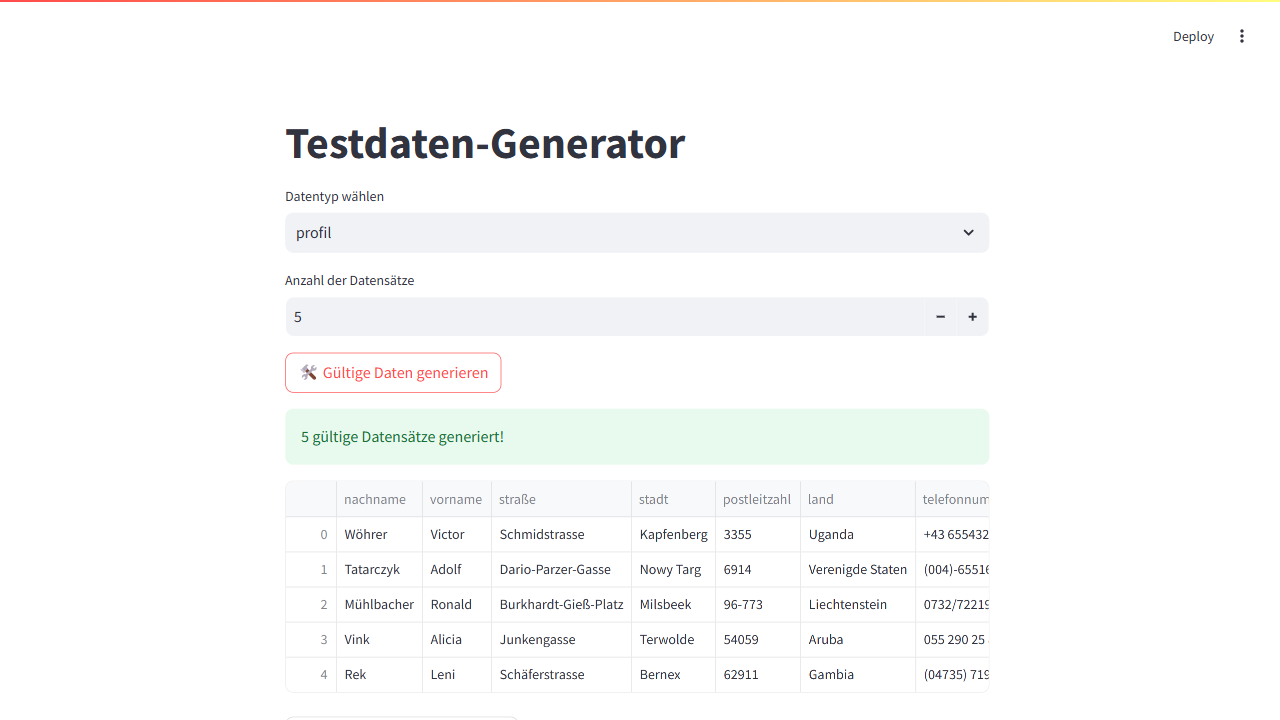 Deploy
Testdaten-Generator
Datentyp wählen
profil
Anzahl der Datensätze
5
Gültige Daten generieren
5 gültige Datensätze generiert!
nachname vorname straße stadt postleitzahl land telefonnum
0 Wöhrer Victor Schmidstrasse Kapfenberg 3355 Uganda +43 655432
1 Tatarczyk Adolf Dario-Parzer-Gasse Nowy Targ 6914 Verenigde Staten (004)-65516
2 Mühlbacher Ronald Burkhardt-Gieß-Platz Milsbeek 96-773 Liechtenstein 0732/72219
3 Vink Alicia Junkengasse Terwolde 54059 Aruba 055 290 25
4 Rek Leni Schäferstrasse Bernex 62911 Gambia (04735) 719